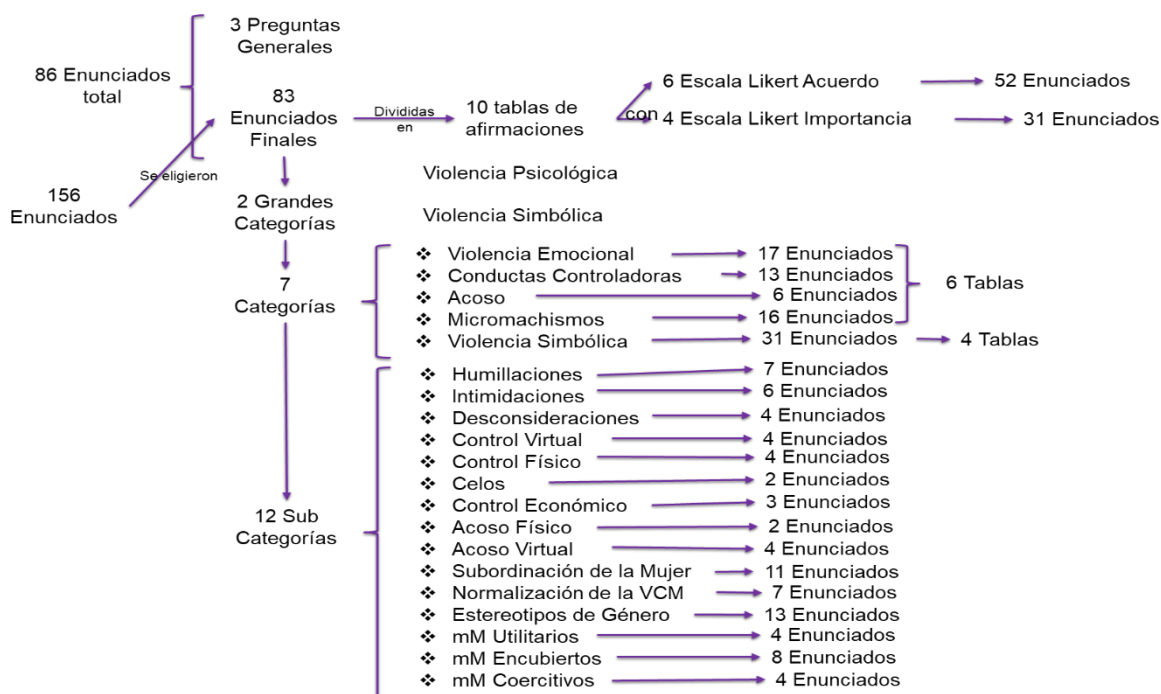 3 Preguntas
Generales
86 Enunciados
total
83
Enunciados
Finales
Divididas
en
10 tablas de
afirmaciones
con
6 Escala Likert Acuerdo
52 Enunciados
4 Escala Likert Importancia
31 Enunciados
Se eligieron
156
Enunciados
2 Grandes
Categorías
Violencia Psicológica
Violencia Simbólica
7
Categorías
❖ Violencia Emocional 17 Enunciados
❖ Conductas Controladoras 13 Enunciados
❖ Acoso 6 Enunciados
❖ Micromachismos 16 Enunciados
6 Tablas
❖ Violencia Simbólica 31 Enunciados 4 Tablas
12 Sub
Categorías
❖ Humillaciones 7 Enunciados
❖ Intimidaciones 6 Enunciados
❖ Desconsideraciones 4 Enunciados
❖ Control Virtual 4 Enunciados
❖ Control Físico 4 Enunciados
❖ Celos 2 Enunciados
❖ Control Económico 3 Enunciados
❖ Acoso Físico 2 Enunciados
❖ Acoso Virtual 4 Enunciados
❖ Subordinación de la Mujer 11 Enunciados
❖ Normalización de la VCM 7 Enunciados
❖ Estereotipos de Género 13 Enunciados
❖ mM Utilitarios 4 Enunciados
❖ mM Encubiertos 8 Enunciados
❖ mM Coercitivos 4 Enunciados